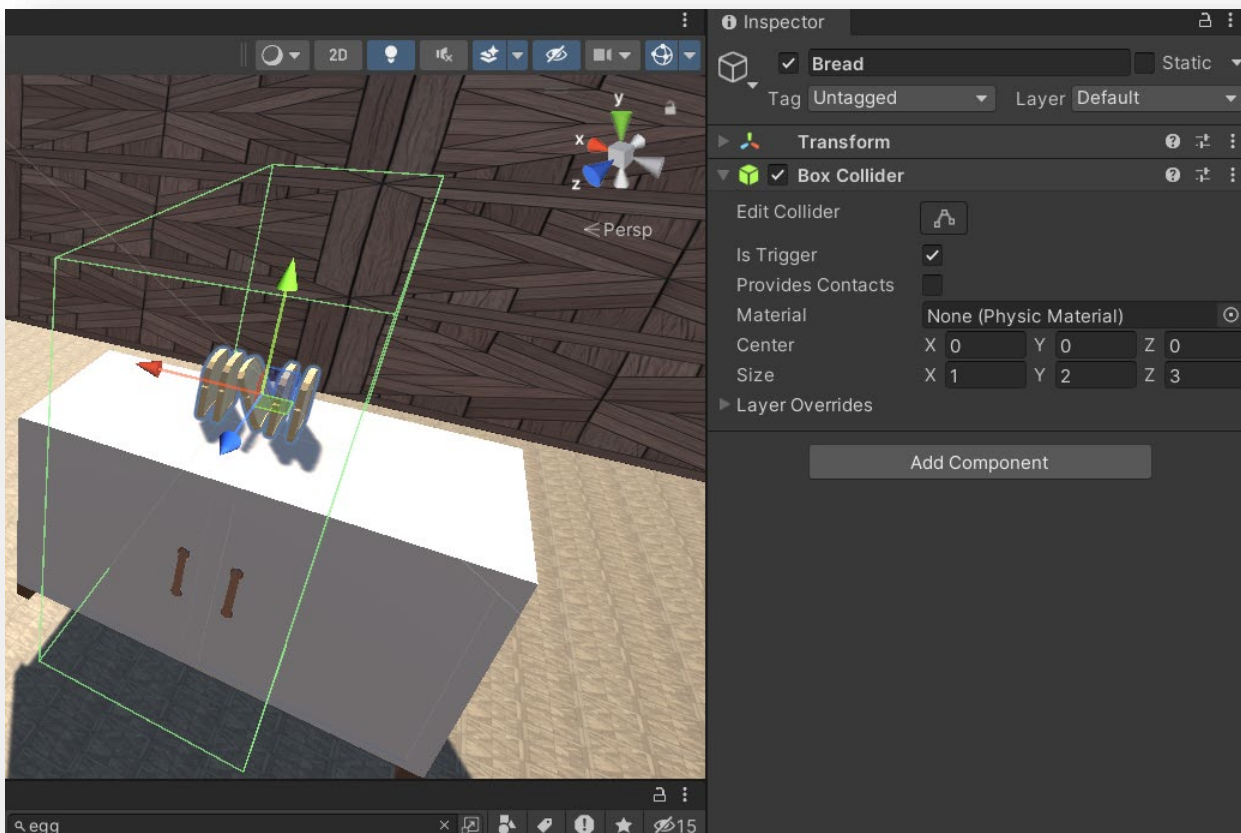 Inspector
2D
Bread
Static
Tag Untagged Layer Default
Transform
Box Collider
Edit Collider
Is Trigger
Provides Contacts
Material None (Physic Material)
Center X 0 Y 0 Z 0
Size X 1 Y 2 Z 3
Layer Overrides
Add Component
y
x
z
Persp
egg
15